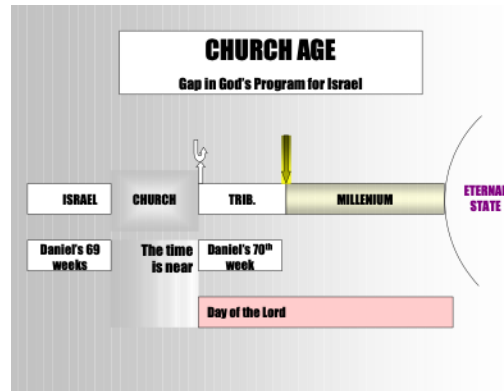 CHURCH AGE
Gap in God's Program for Israel
ISRAEL
CHURCH
TRIB.
MILLENIUM
ETERNAL
STATE
Daniel's 69
weeks
The time
is near
Daniel's 70th
week
Day of the Lord